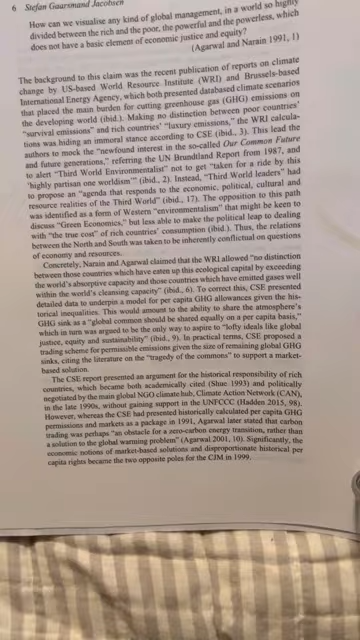 6 Stefan Gaarsmand Jacobsen
How can we visualise any kind of global management, in a world so highly
divided between the rich and the poor, the powerful and the powerless, which
does not have a basic element of economic justice and equity?
(Agarwal and Narain 1991, 1)
The background to this claim was the recent publication of reports on climate
change by US-based World Resource Institute (WRI) and Brussels-based
International Energy Agency, which both presented databased climate scenarios
that placed the main burden for cutting greenhouse gas (GHG) emissions on
the developing world (ibid.). Making no distinction between poor countries'
"survival emissions" and rich countries' "luxury emissions," the WRI calcula-
tions was hiding an immoral stance according to CSE (ibid., 3). This lead the
authors to mock the "newfound interest in the so-called Our Common Future
and future generations," referring the UN Brundtland Report from 1987, and
to alert "Third World Environmentalist" not to get "taken for a ride by this
'highly partisan one worldism'" (ibid., 2). Instead, "Third World leaders" had
to propose an "agenda that responds to the economic, political, cultural and
resource realities of the Third World" (ibid., 17). The opposition to this path
was identified as a form of Western "environmentalism" that might be keen to
discuss "Green Economics," but less able to make the political leap to dealing
with "the true cost" of rich countries' consumption (ibid.). Thus, the relations
between the North and South was taken to be inherently conflictual on questions
of economy and resources.
Concretely, Narain and Agarwal claimed that the WRI allowed "no distinction
between those countries which have eaten up this ecological capital by exceeding
the world's absorptive capacity and those countries which have emitted gases well
within the world's cleansing capacity" (ibid., 6). To correct this, CSE presented
detailed data to underpin a model for per capita GHG allowances given the his-
torical inequalities. This would amount to the ability to share the atmosphere's
GHG sink as a "global common should be shared equally on a per capita basis,"
which in turn was argued to be the only way to aspire to "lofty ideals like global
justice, equity and sustainability" (ibid., 9). In practical terms, CSE proposed a
trading scheme for permissible emissions given the size of remaining global GHG
sinks, citing the literature on the "tragedy of the commons" to support a market-
based solution.
The CSE report presented an argument for the historical responsibility of rich
countries, which became both academically cited (Shue 1993) and politically
negotiated by the main global NGO climate hub, Climate Action Network (CAN),
in the late 1990s, without gaining support in the UNFCCC (Hadden 2015, 98).
However, whereas the CSE had presented historically calculated per capita GHG
permissions and markets as a package in 1991, Agarwal later stated that carbon
trading was perhaps "an obstacle for a zero-carbon energy transition, rather than
a solution to the global warming problem" (Agarwal 2001, 10). Significantly, the
economic notions of market-based solutions and disproportionate historical per
capita rights became the two opposite poles for the CJM in 1999.